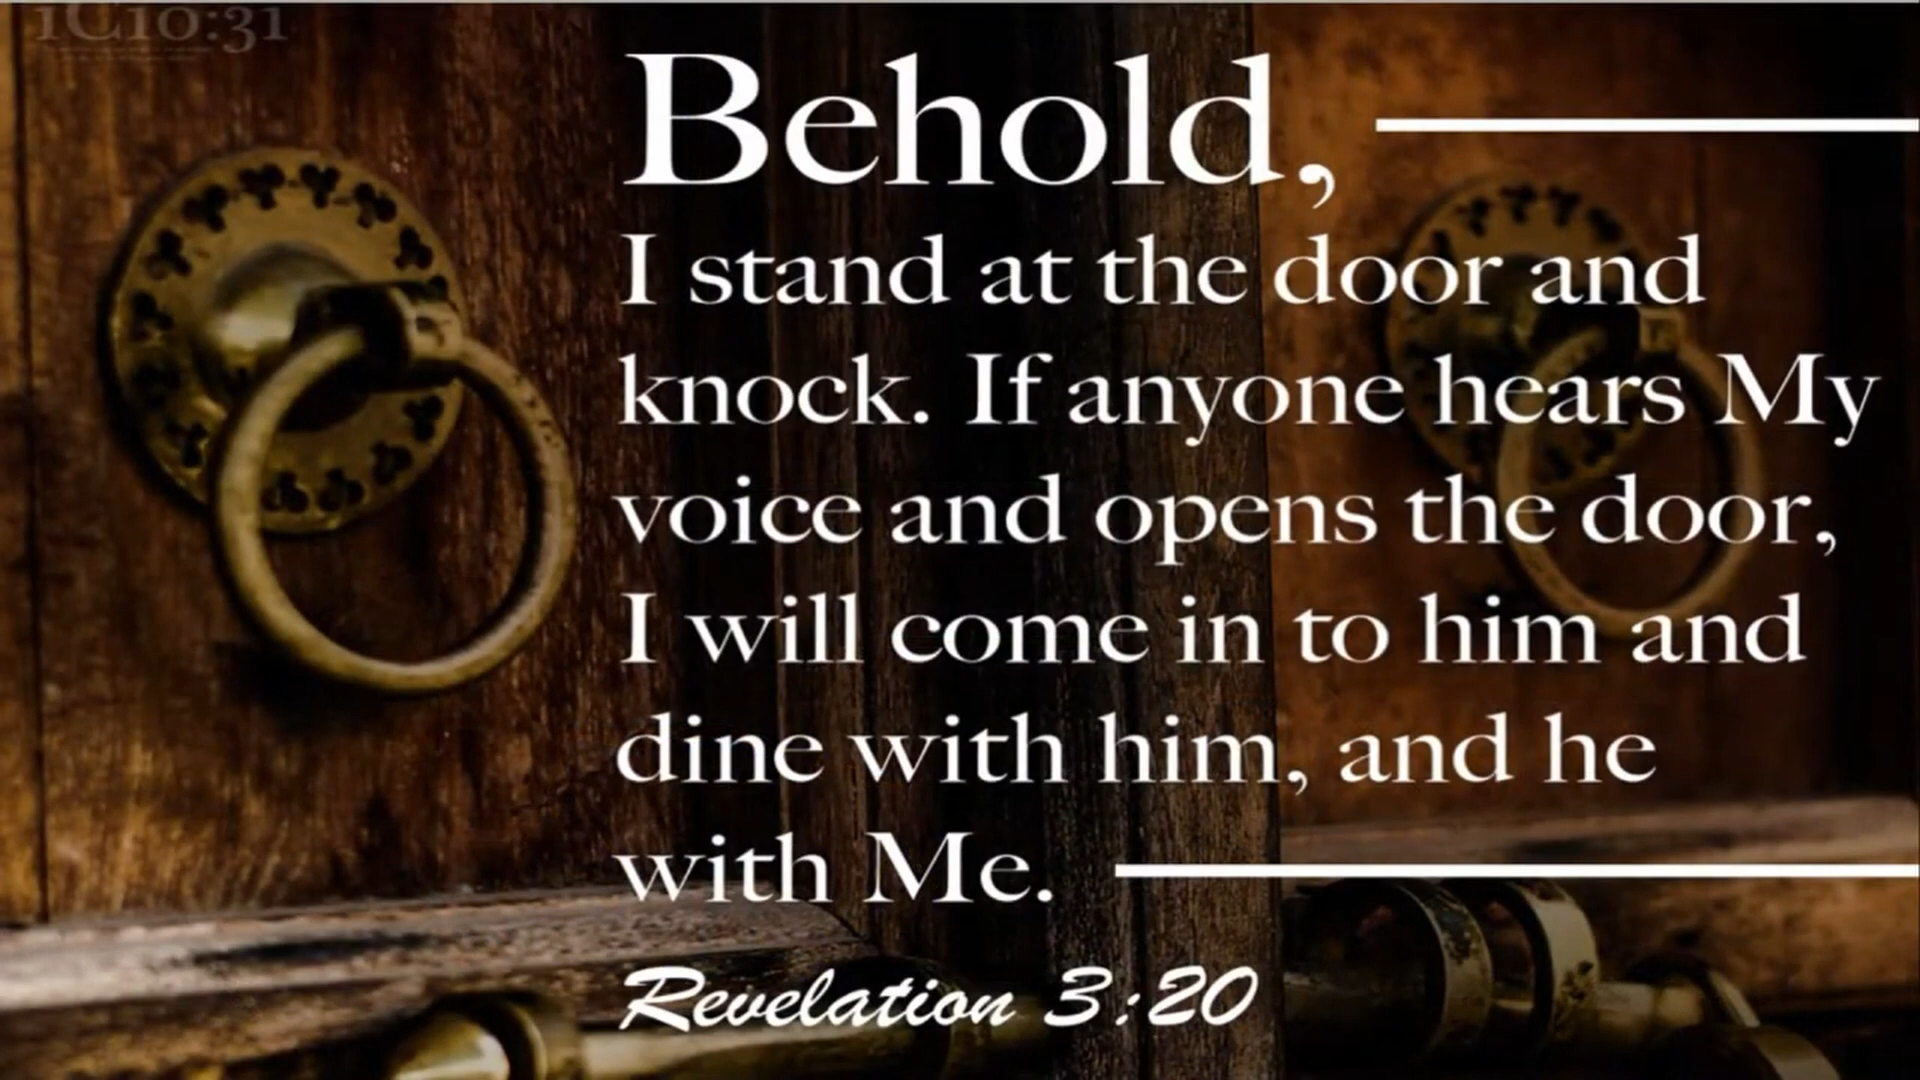 1C10:31
Behold,
I stand at the door and
knock. If anyone hears My
voice and opens the door,
I will come in to him and
dine with him, and he
with Me.
Revelation 3:20